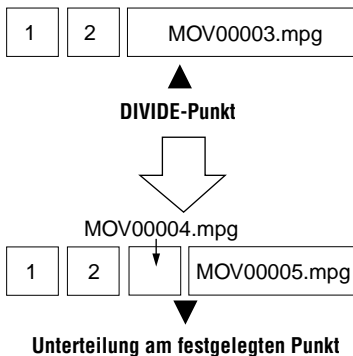 1 2 MOV00003.mpg
DIVIDE-Punkt
MOV00004.mpg
1 2 MOV00005.mpg
Unterteilung am festgelegten Punkt